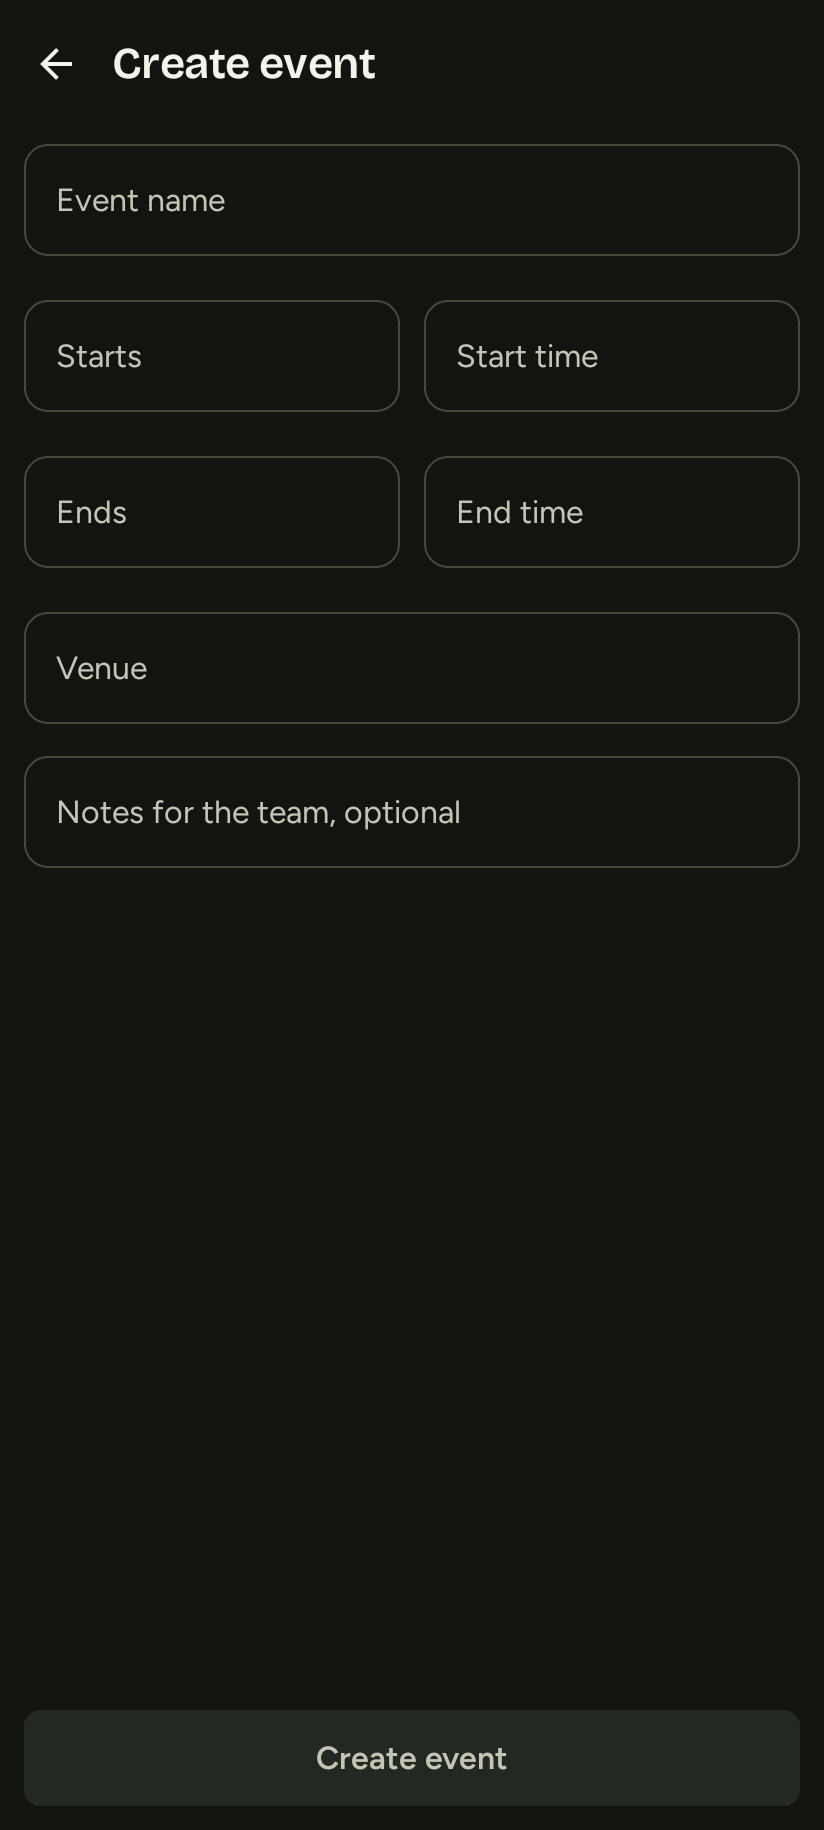 Create event
Event name
Starts
Start time
Ends
End time
Venue
Notes for the team, optional
Create event